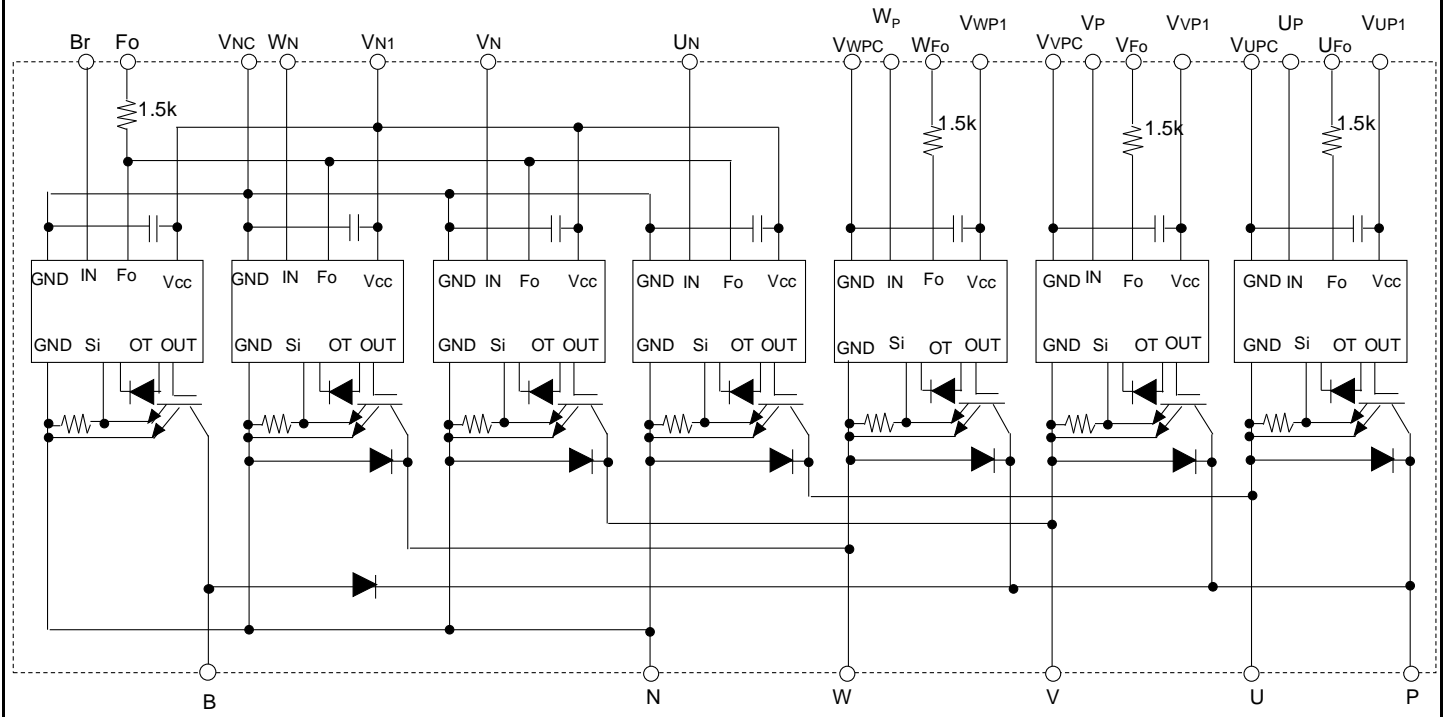 Br Fo VNC WN VN1 VN UN VWPC WP WFo VWP1 VVPC VP VFo VVP1 VUPC UP UFo VUP1
1.5k 1.5k 1.5k 1.5k
GND IN Fo Vcc GND IN Fo Vcc GND IN Fo Vcc GND IN Fo Vcc GND IN Fo Vcc GND IN Fo Vcc GND IN Fo Vcc
GND Si OT OUT GND Si OT OUT GND Si OT OUT GND Si OT OUT GND Si OT OUT GND Si OT OUT GND Si OT OUT
B N W V U P